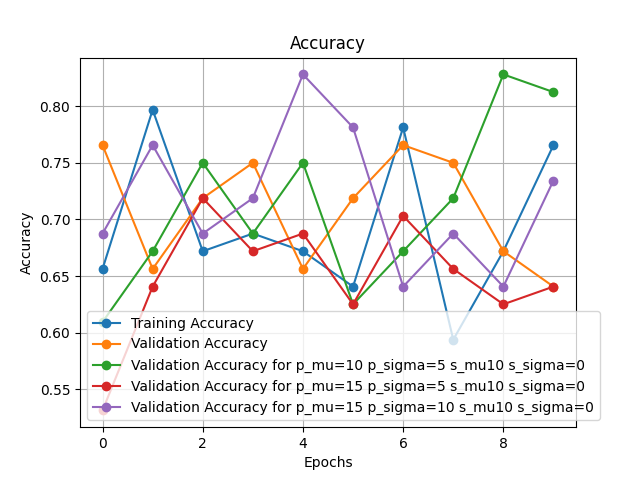 Accuracy
0.80
0.75
0.70
0.65
0.60
0.55
Accuracy
Training Accuracy
Validation Accuracy
Validation Accuracy for p_mu=10 p_sigma=5 s_mu10 s_sigma=0
Validation Accuracy for p_mu=15 p_sigma=5 s_mu10 s_sigma=0
Validation Accuracy for p_mu=15 p_sigma=10 s_mu10 s_sigma=0
0 2 4 6 8
Epochs